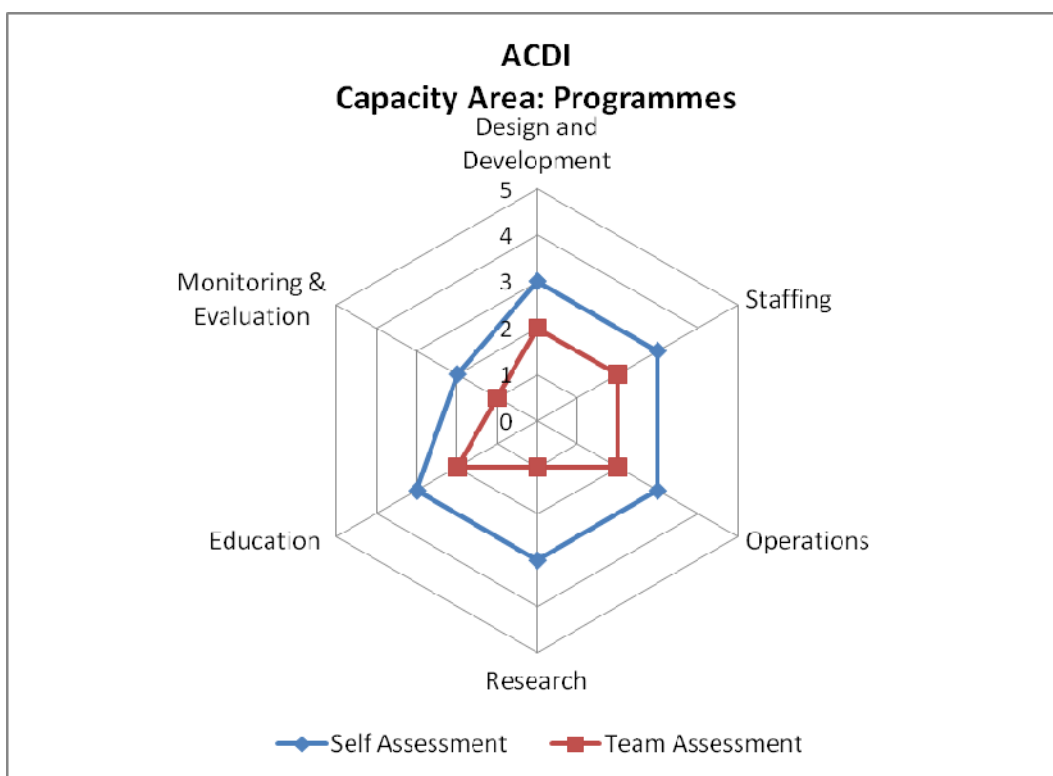 ACDI
Capacity Area: Programmes
Design and
Development
5
4
3
2
1
0
Monitoring &
Evaluation
Staffing
Education
Operations
Research
Self Assessment
Team Assessment